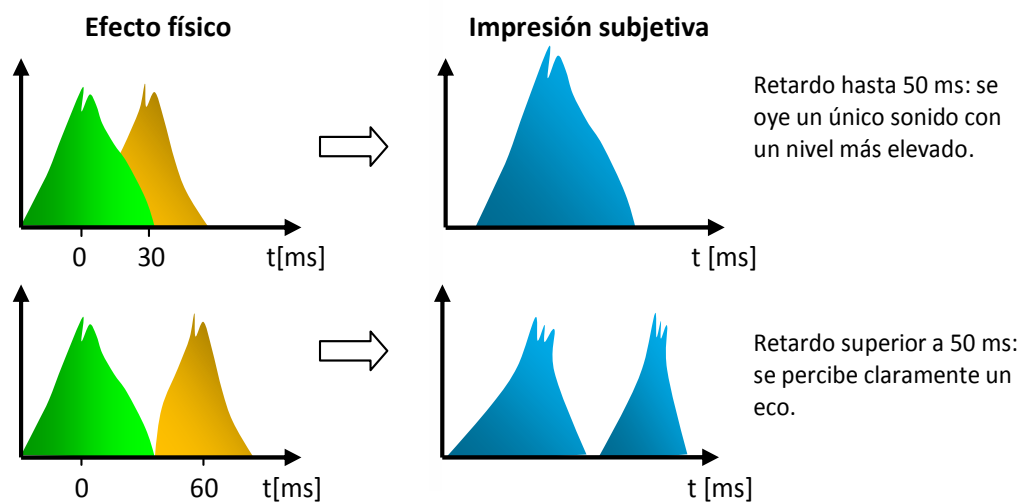 Efecto físico
Impresión subjetiva
0
30
t[ms]
t [ms]
Retardo hasta 50 ms: se
oye un único sonido con
un nivel más elevado.
0
60
t[ms]
t [ms]
Retardo superior a 50 ms:
se percibe claramente un
eco.